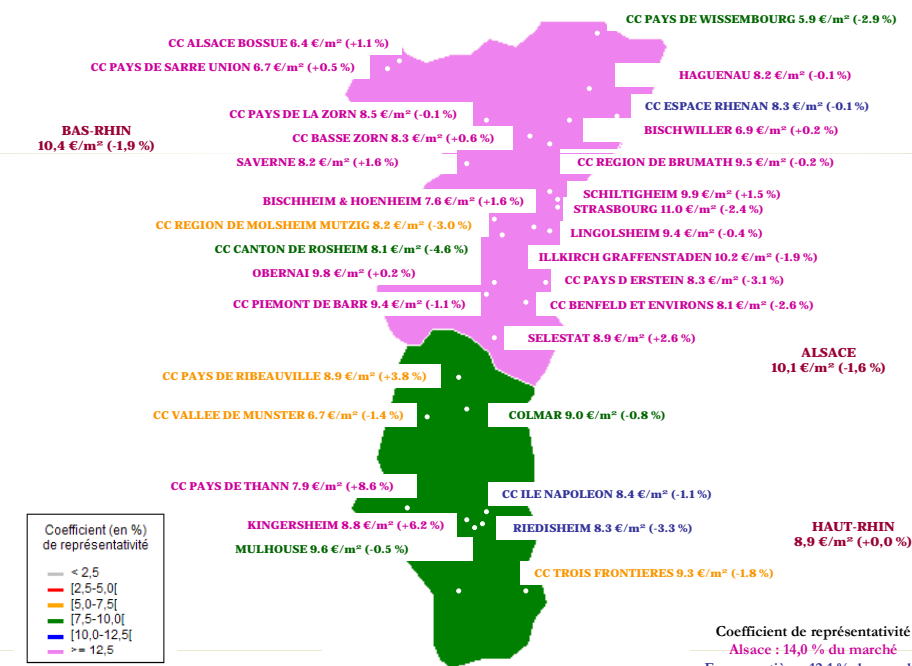 CC PAYS DE WISSEMBOURG 5.9 €/m² (-2.9 %)
CC ALSACE BOSSUE 6.4 €/m² (+1.1 %)
CC PAYS DE SARRE UNION 6.7 €/m² (+0.5 %)
HAGUENAU 8.2 €/m² (-0.1 %)
CC ESPACE RHENAN 8.3 €/m² (-0.1 %)
CC PAYS DE LA ZORN 8.5 €/m² (-0.1 %)
BAS-RHIN
10,4 €/m² (-1,9 %)
BISCHWILLER 6.9 €/m² (+0.2 %)
CC BASSE ZORN 8.3 €/m² (+0.6 %)
SAVERNE 8.2 €/m² (+1.6 %)
CC REGION DE BRUMATH 9.5 €/m² (-0.2 %)
SCHILTIGHEIM 9.9 €/m² (+1.5 %)
BISCHHEIM & HOENHEIM 7.6 €/m² (+1.6 %)
STRASBOURG 11.0 €/m² (-2.4 %)
CC REGION DE MOLSHEIM MUTZIG 8.2 €/m² (-3.0 %)
LINGOLSHEIM 9.4 €/m² (-0.4 %)
CC CANTON DE ROSHEIM 8.1 €/m² (-4.6 %)
ILLKIRCH GRAFFENSTADEN 10.2 €/m² (-1.9 %)
OBERNAI 9.8 €/m² (+0.2 %)
CC PAYS D ERSTEIN 8.3 €/m² (-3.1 %)
CC PIEMONT DE BARR 9.4 €/m² (-1.1 %)
CC BENFELD ET ENVIRONS 8.1 €/m² (-2.6 %)
SELESTAT 8.9 €/m² (+2.6 %)
ALSACE
10,1 €/m² (-1,6 %)
CC PAYS DE RIBEAUVILLE 8.9 €/m² (+3.8 %)
CC VALLEE DE MUNSTER 6.7 €/m² (-1.4 %)
COLMAR 9.0 €/m² (-0.8 %)
CC PAYS DE THANN 7.9 €/m² (+8.6 %)
CC ILE NAPOLEON 8.4 €/m² (-1.1 %)
KINGERSHEIM 8.8 €/m² (+6.2 %)
RIEDISHEIM 8.3 €/m² (-3.3 %)
HAUT-RHIN
8,9 €/m² (+0,0 %)
MULHOUSE 9.6 €/m² (-0.5 %)
CC TROIS FRONTIERES 9.3 €/m² (-1.8 %)
Coefficient (en %)
de représentativité
< 2,5
[2,5-5,0[
[5,0-7,5[
[7,5-10,0[
[10,0-12,5[
>= 12,5
Coefficient de représentativité
Alsace : 14,0 % du marché